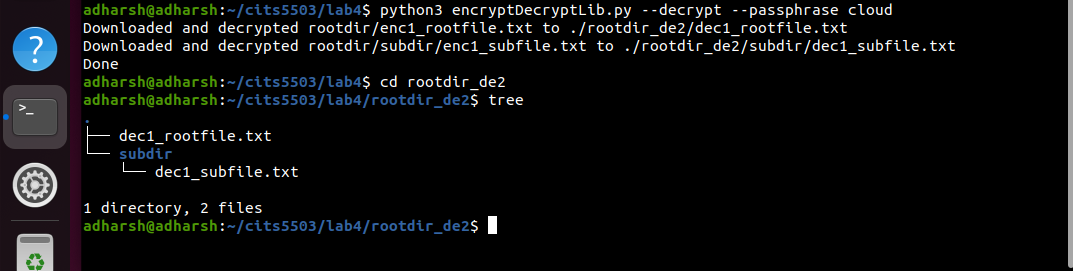 adharsh@adharsh:~/cits5503/lab4$ python3 encryptDecryptLib.py --decrypt --passphrase cloud
Downloaded and decrypted rootdir/enc1_rootfile.txt to ./rootdir_de2/dec1_rootfile.txt
Downloaded and decrypted rootdir/subdir/enc1_subfile.txt to ./rootdir_de2/subdir/dec1_subfile.txt
Done
adharsh@adharsh:~/cits5503/lab4$ cd rootdir_de2
adharsh@adharsh:~/cits5503/lab4/rootdir_de2$ tree
.
├── dec1_rootfile.txt
└── subdir
    └── dec1_subfile.txt
1 directory, 2 files
adharsh@adharsh:~/cits5503/lab4/rootdir_de2$